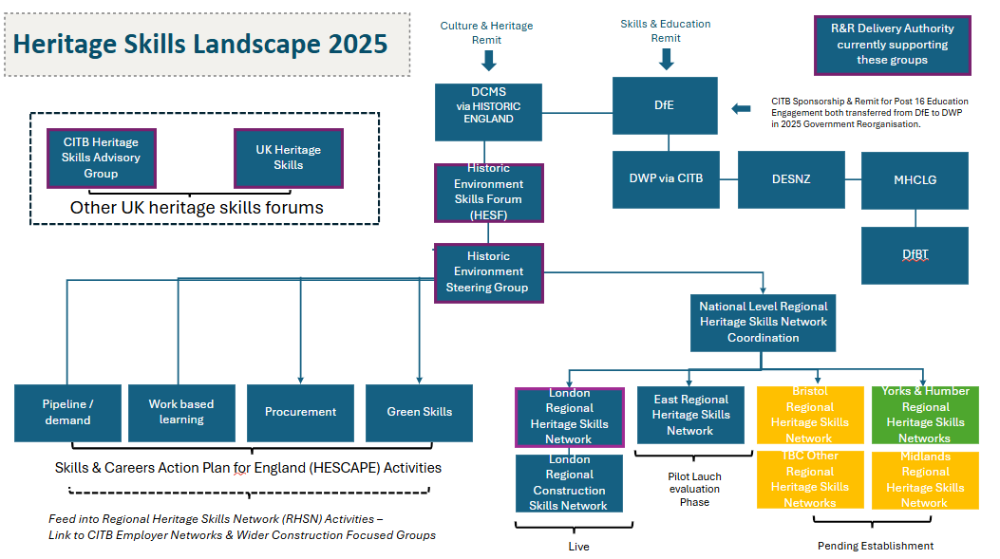 Heritage Skills Landscape 2025
Culture & Heritage
Remit
Skills & Education
Remit
R&R Delivery Authority
currently supporting
these groups
DCMS
via HISTORIC
ENGLAND
DfE
CITB Sponsorship & Remit for Post 16 Education
Engagement both transferred from DfE to DWP
in 2025 Government Reorganisation.
CITB Heritage
Skills Advisory
Group
UK Heritage
Skills
Other UK heritage skills forums
Historic
Environment
Skills Forum
(HESF)
DWP via CITB
DESNZ
MHCLG
DfBT
Historic
Environment
Steering Group
National Level Regional
Heritage Skills Network
Coordination
Pipeline /
demand
Work based
learning
Procurement
Green Skills
London
Regional
Heritage Skills
Network
East Regional
Heritage Skills
Network
Bristol
Regional
Heritage Skills
Network
Yorks & Humber
Regional
Heritage Skills
Networks
London
Regional
Construction
Skills Network
TBC Other
Regional
Heritage Skills
Networks
Midlands
Regional
Heritage Skills
Network
Skills & Careers Action Plan for England (HESCAPE) Activities
Pilot Lauch
evaluation
Phase
Feed into Regional Heritage Skills Network (RHSN) Activities –
Link to CITB Employer Networks & Wider Construction Focused Groups
Live
Pending Establishment